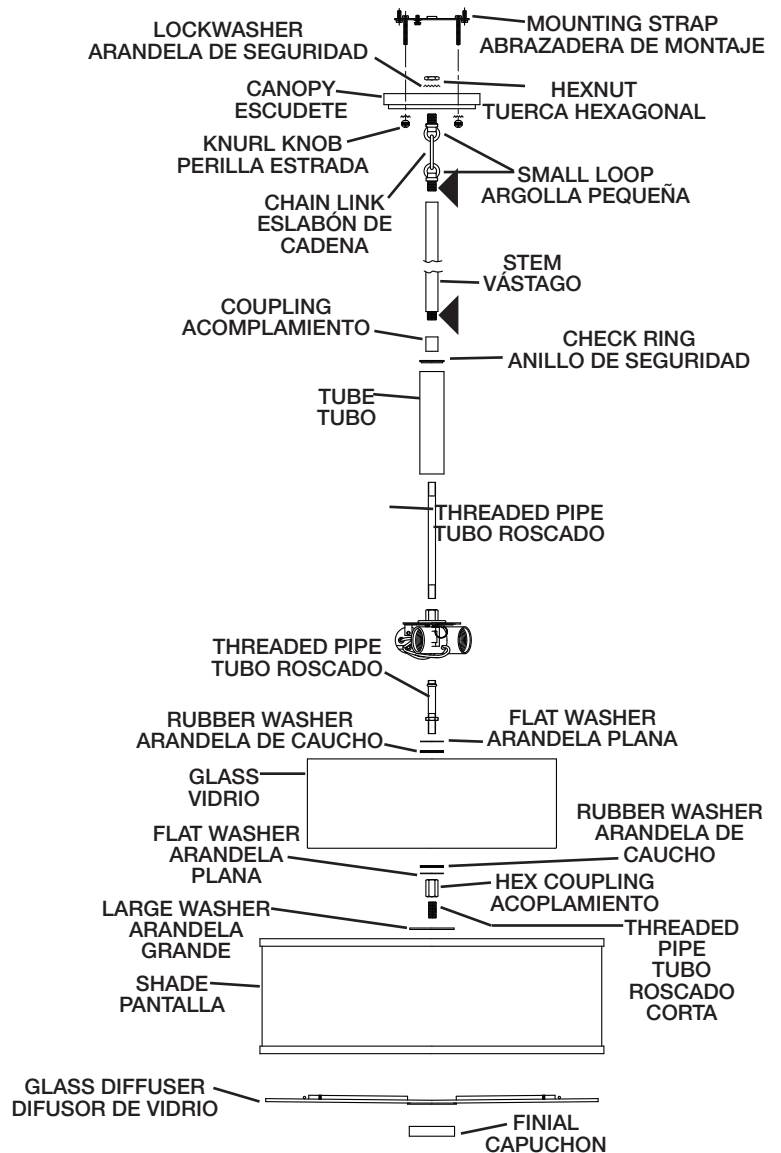 MOUNTING STRAP
ABRAZADERA DE MONTAJE
LOCKWASHER
ARANDELA DE SEGURIDAD
CANOPY
ESCUDETE
HEXNUT
TUERCA HEXAGONAL
KNURL KNOB
PERILLA ESTRADA
SMALL LOOP
ARGOLLA PEQUEÑA
CHAIN LINK
ESLABÓN DE
CADENA
STEM
VÁSTAGO
COUPLING
ACOMPLAMIENTO
CHECK RING
ANILLO DE SEGURIDAD
TUBE
TUBO
THREADED PIPE
TUBO ROSCADO
THREADED PIPE
TUBO ROSCADO
RUBBER WASHER
ARANDELA DE CAUCHO
FLAT WASHER
ARANDELA PLANA
GLASS
VIDRIO
RUBBER WASHER
ARANDELA DE
CAUCHO
FLAT WASHER
ARANDELA
PLANA
HEX COUPLING
ACOPLAMIENTO
LARGE WASHER
ARANDELA
GRANDE
THREADED
PIPE
TUBO
ROSCADO
CORTA
SHADE
PANTALLA
GLASS DIFFUSER
DIFUSOR DE VIDRIO
FINIAL
CAPUCHON